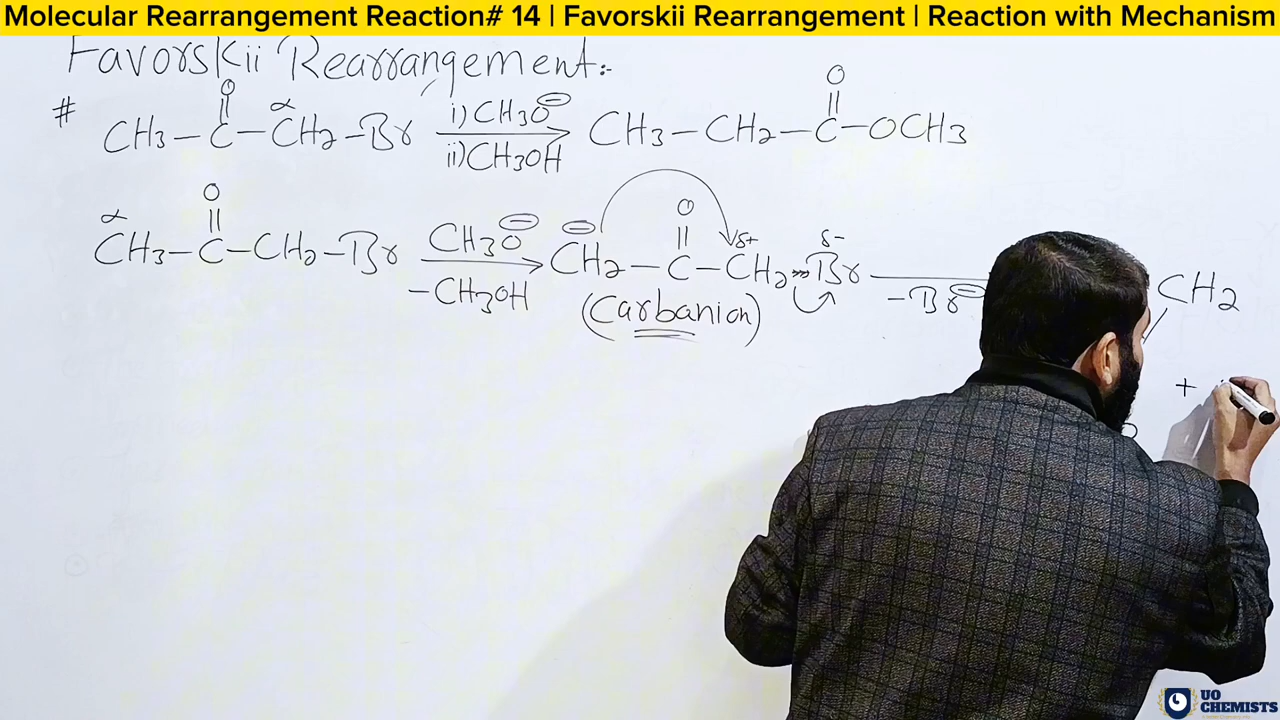 Molecular Rearrangement Reaction# 14 | Favorskii Rearrangement | Reaction with Mechanism
Favorskii Rearrangement:-
O O
# || α i) CH3O⊖ ||
CH3-C-CH2-Br → CH3-CH2-C-OCH3
ii) CH3OH
O O
α || CH3O⊖ ⊖ || δ+ δ-
CH3-C-CH2-Br → CH2-C-CH2-Br → CH2
-CH3OH (Carbanion) -Br⊖
+
UO
CHEMISTS